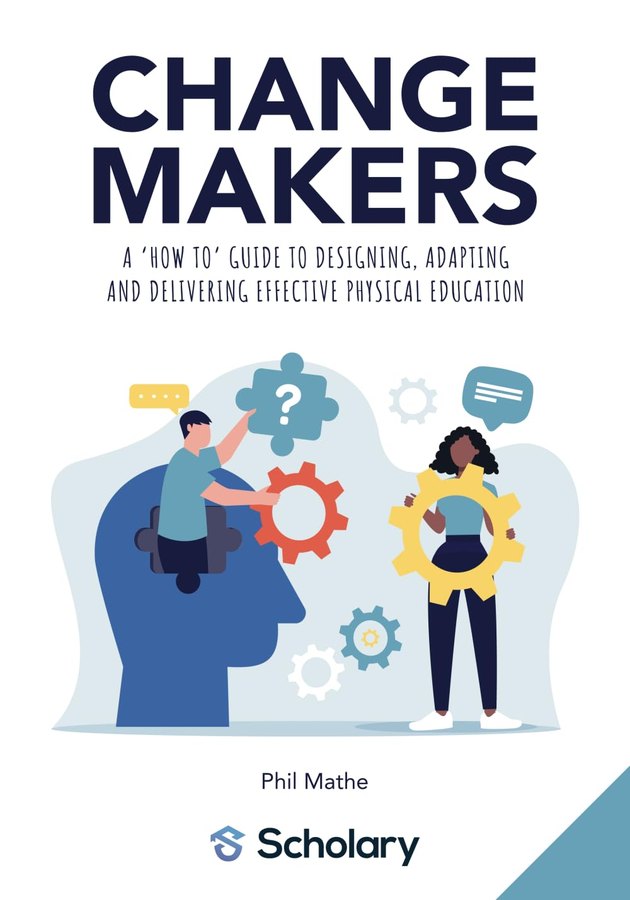 CHANGE
MAKERS
A ‘HOW TO’ GUIDE TO DESIGNING, ADAPTING
AND DELIVERING EFFECTIVE PHYSICAL EDUCATION
?
Phil Mathe
Scholary